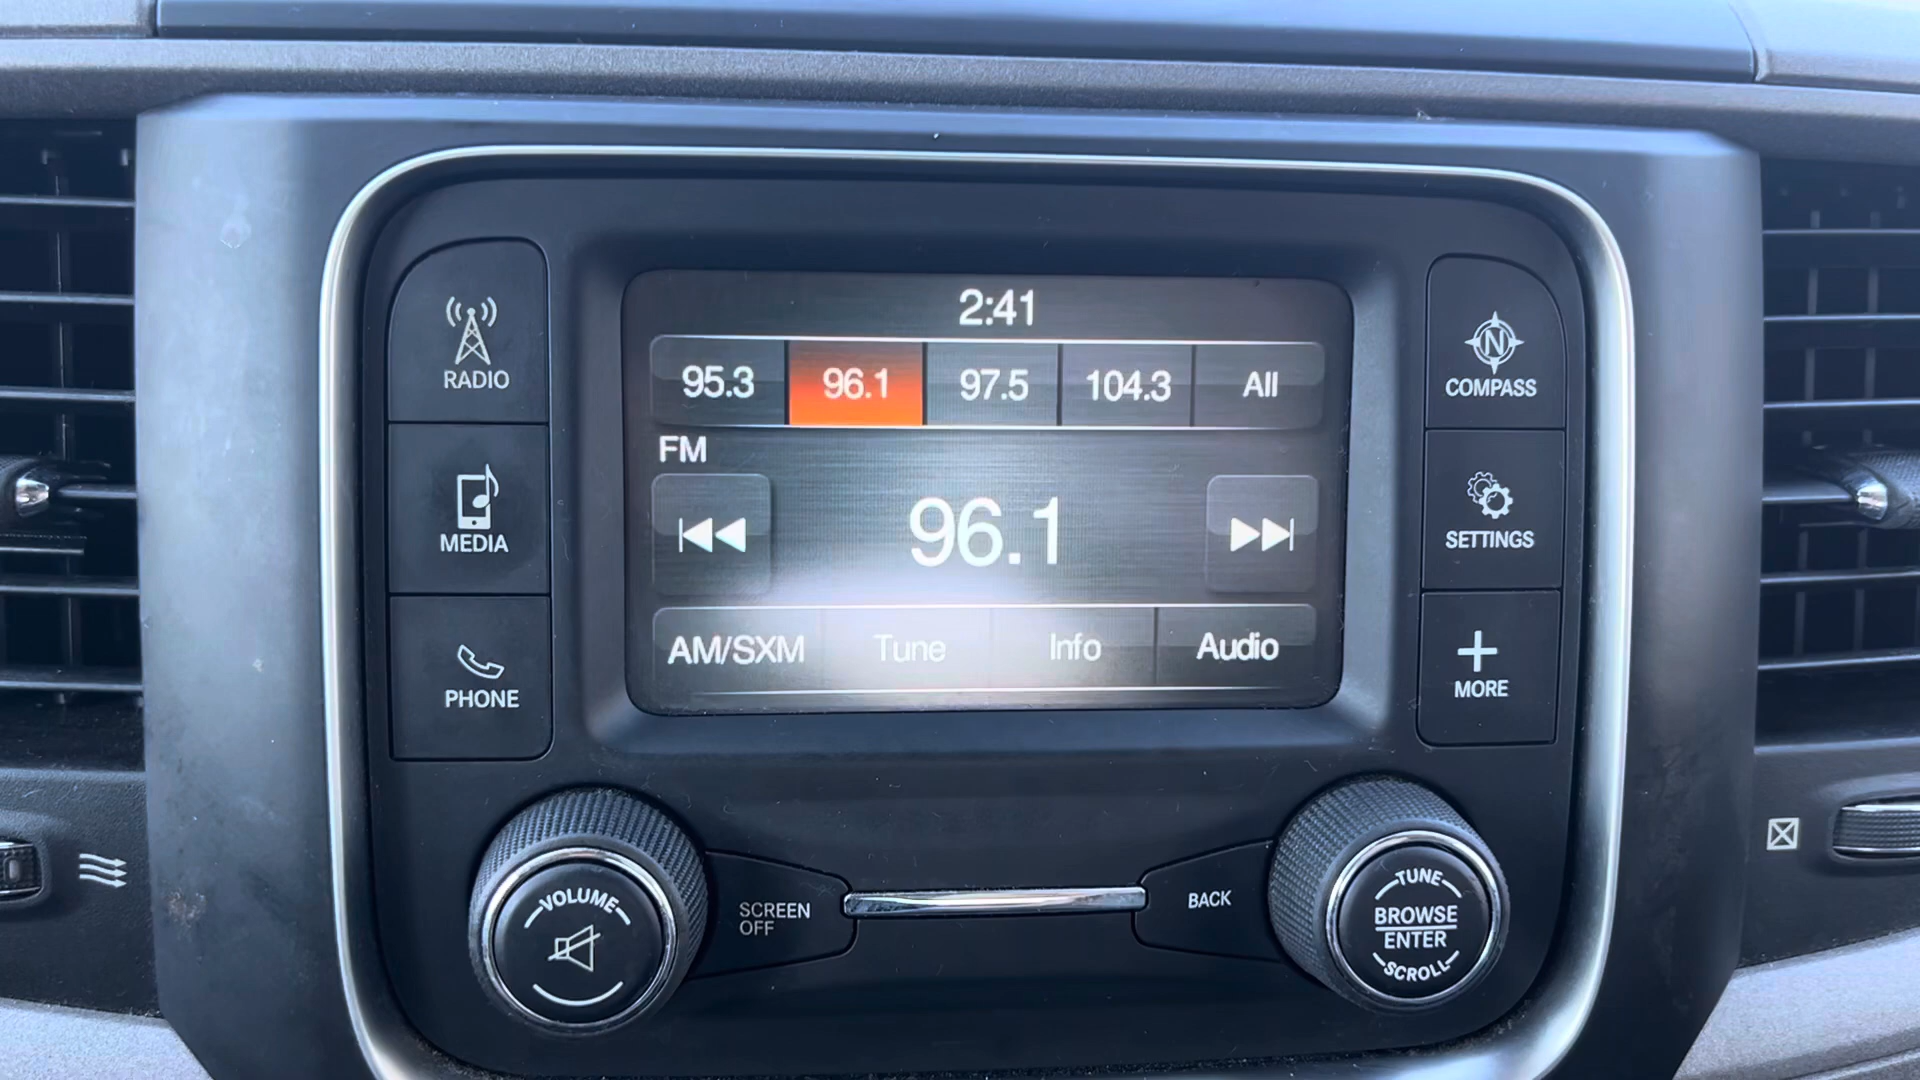 2:41
95.3 96.1 97.5 104.3 All
FM
96.1
AM/SXM Tune Info Audio
RADIO
MEDIA
PHONE
N
COMPASS
SETTINGS
MORE
VOLUME
SCREEN
OFF
BACK
TUNE
BROWSE
ENTER
SCROLL